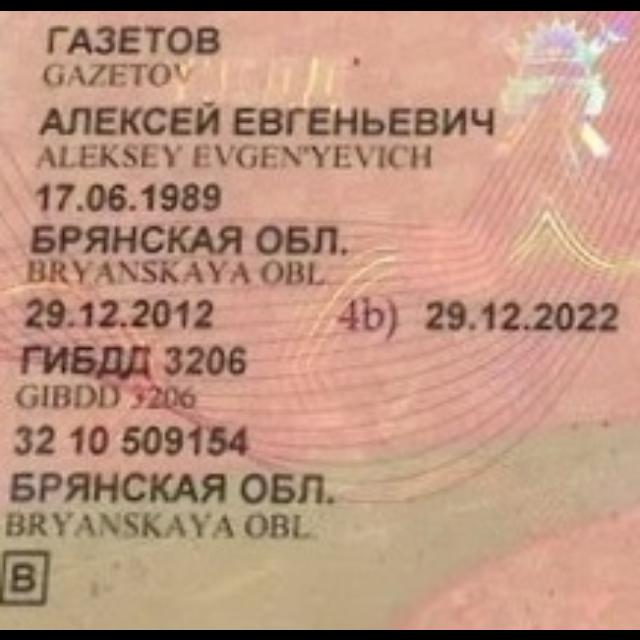 ГАЗЕТОВ
GAZETOV
АЛЕКСЕЙ ЕВГЕНЬЕВИЧ
ALEKSEY EVGEN'YEVICH
17.06.1989
БРЯНСКАЯ ОБЛ.
BRYANSKAYA OBL.
29.12.2012 4b) 29.12.2022
ГИБДД 3206
GIBDD 3206
32 10 509154
БРЯНСКАЯ ОБЛ.
BRYANSKAYA OBL.
B